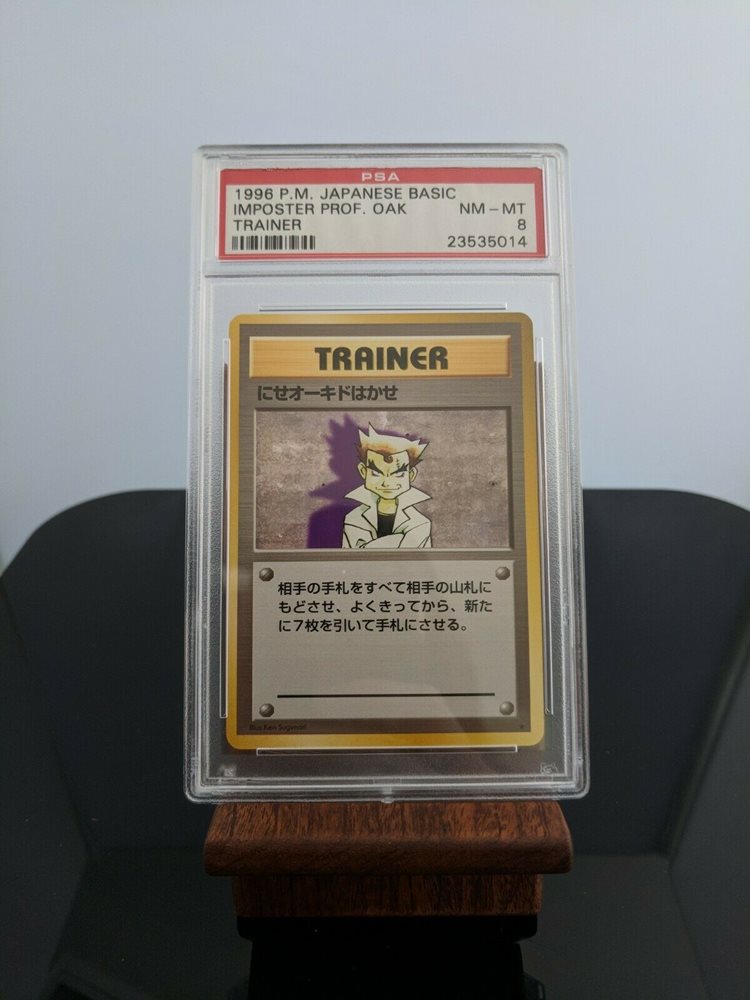 PSA
1996 P.M. JAPANESE BASIC
IMPOSTER PROF. OAK NM-MT
TRAINER 8
23535014
TRAINER
にせオーキドはかせ
相手の手札をすべて相手の山札に
もどさせ、よくきってから、新た
に7枚を引いて手札にさせる。
Illus. Ken Sugimori